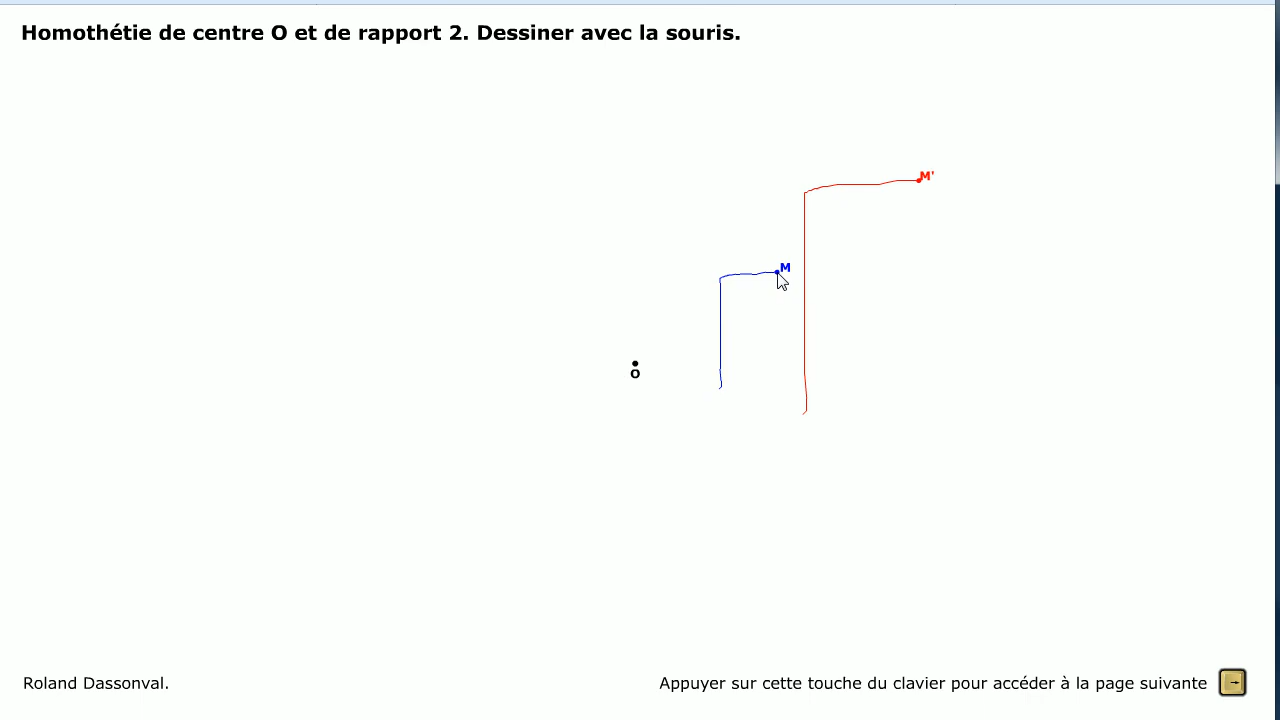 Homothétie de centre O et de rapport 2. Dessiner avec la souris.
M'
M
O
Roland Dassonval.
Appuyer sur cette touche du clavier pour accéder à la page suivante →